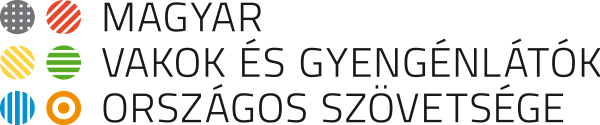 MAGYAR
VAKOK ÉS GYENGÉNLÁTÓK
ORSZÁGOS SZÖVETSÉGE